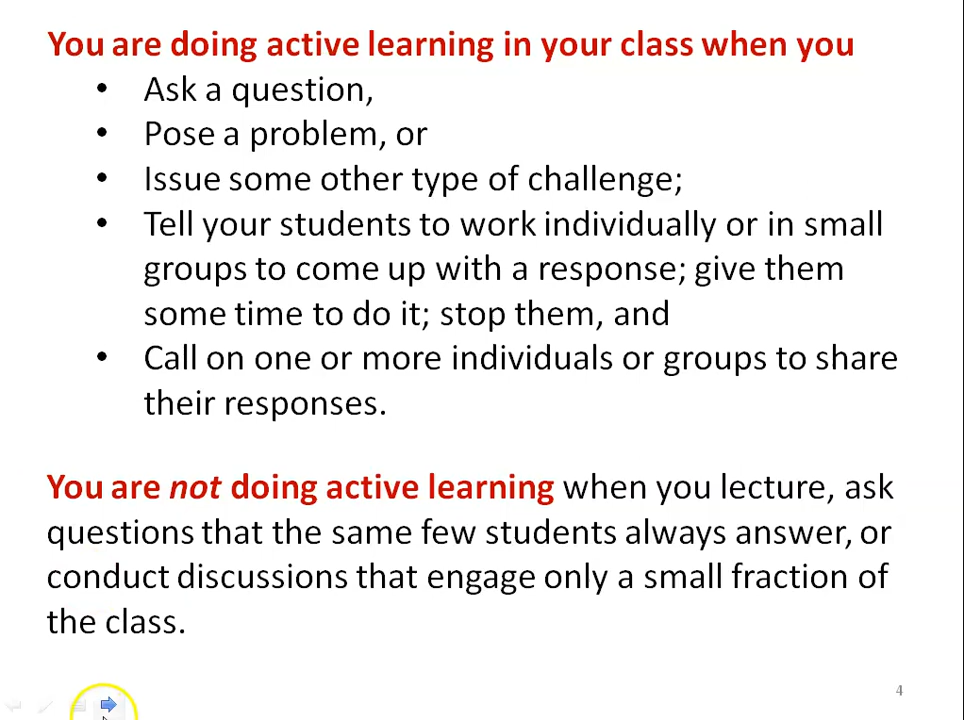 You are doing active learning in your class when you
• Ask a question,
• Pose a problem, or
• Issue some other type of challenge;
• Tell your students to work individually or in small
groups to come up with a response; give them
some time to do it; stop them, and
• Call on one or more individuals or groups to share
their responses.
You are not doing active learning when you lecture, ask
questions that the same few students always answer, or
conduct discussions that engage only a small fraction of
the class.
4